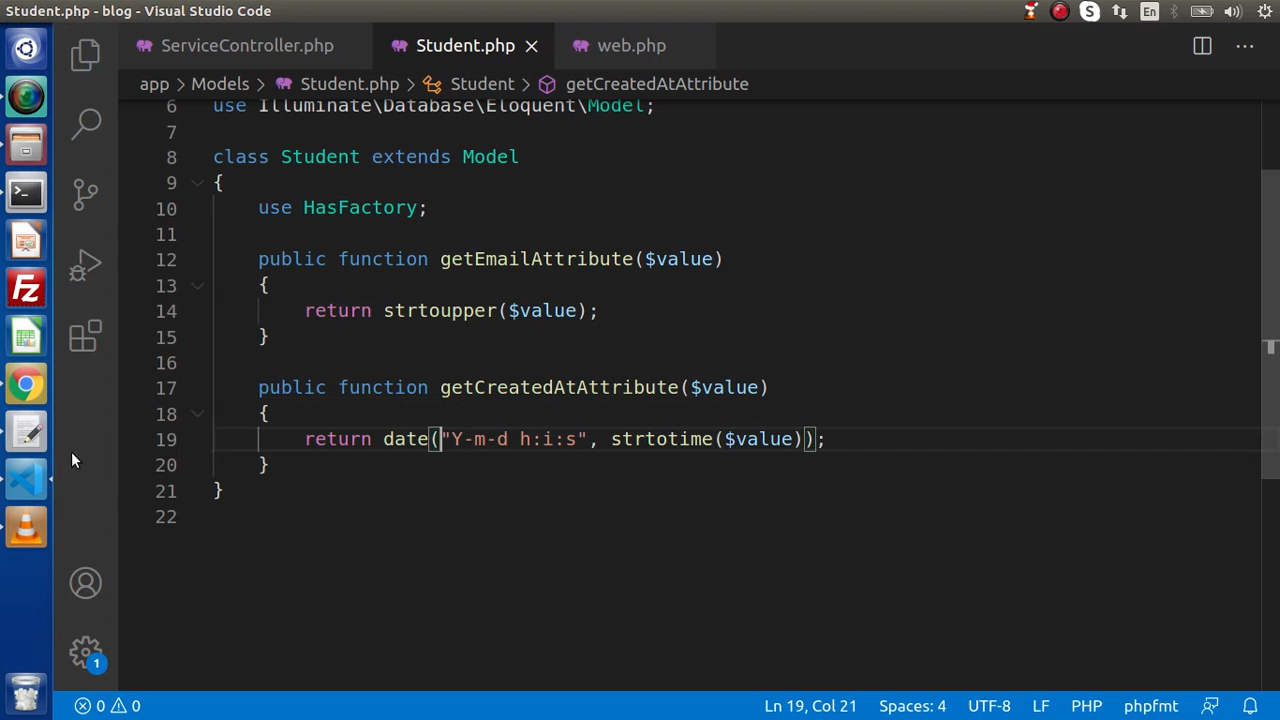 Student.php - blog - Visual Studio Code
S
En
ServiceController.php
Student.php
web.php
app > Models > Student.php > Student > getCreatedAtAttribute
6 use Illuminate\Database\Eloquent\Model;
7
8 class Student extends Model
9 {
10 use HasFactory;
11
12 public function getEmailAttribute($value)
13 {
14 return strtoupper($value);
15 }
16
17 public function getCreatedAtAttribute($value)
18 {
19 return date("Y-m-d h:i:s", strtotime($value));
20 }
21 }
22
Fz
1
0 0 Ln 19, Col 21 Spaces: 4 UTF-8 LF PHP phpfmt